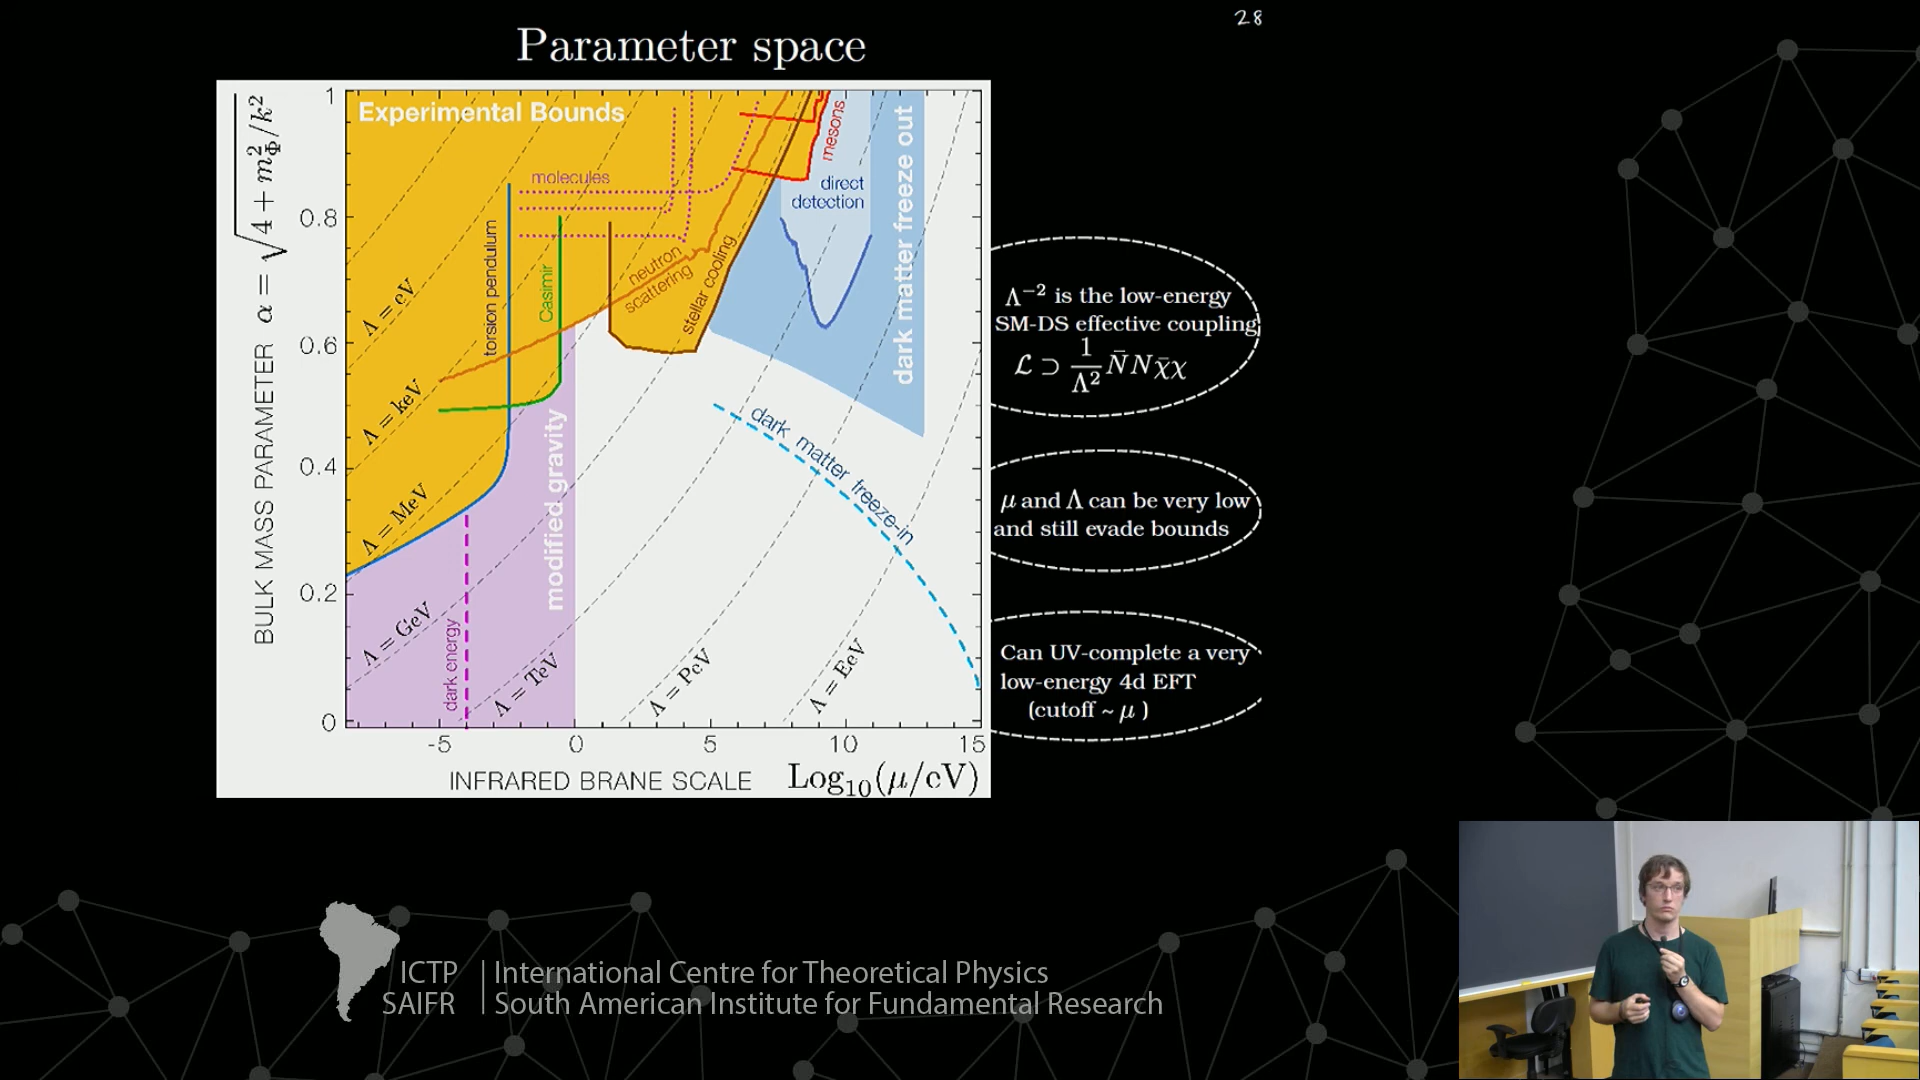 28
Parameter space
Experimental Bounds
molecules
mesons
direct
detection
dark matter freeze out
torsion pendulum
Casimir
neutron
scattering
stellar cooling
Λ = eV
Λ = keV
Λ = MeV
Λ = GeV
Λ = TeV
Λ = PeV
Λ = EeV
modified gravity
dark energy
dark matter freeze-in
BULK MASS PARAMETER α = √4 + m²_Φ/k²
1
0.8
0.6
0.4
0.2
0
-5
0
5
10
15
INFRARED BRANE SCALE Log₁₀(μ/eV)
Λ⁻² is the low-energy
SM-DS effective coupling
ℒ ⊃ 1/Λ² N̄Nχ̄χ
μ and Λ can be very low
and still evade bounds
Can UV-complete a very
low-energy 4d EFT
(cutoff ~ μ )
ICTP | International Centre for Theoretical Physics
SAIFR | South American Institute for Fundamental Research